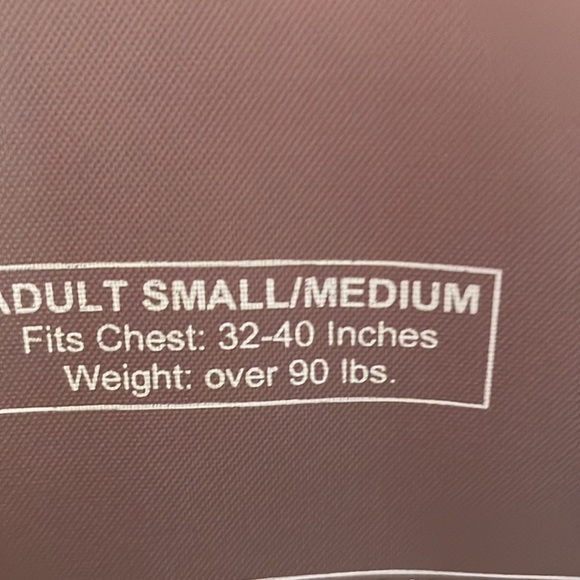 ADULT SMALL/MEDIUM
Fits Chest: 32-40 Inches
Weight: over 90 lbs.